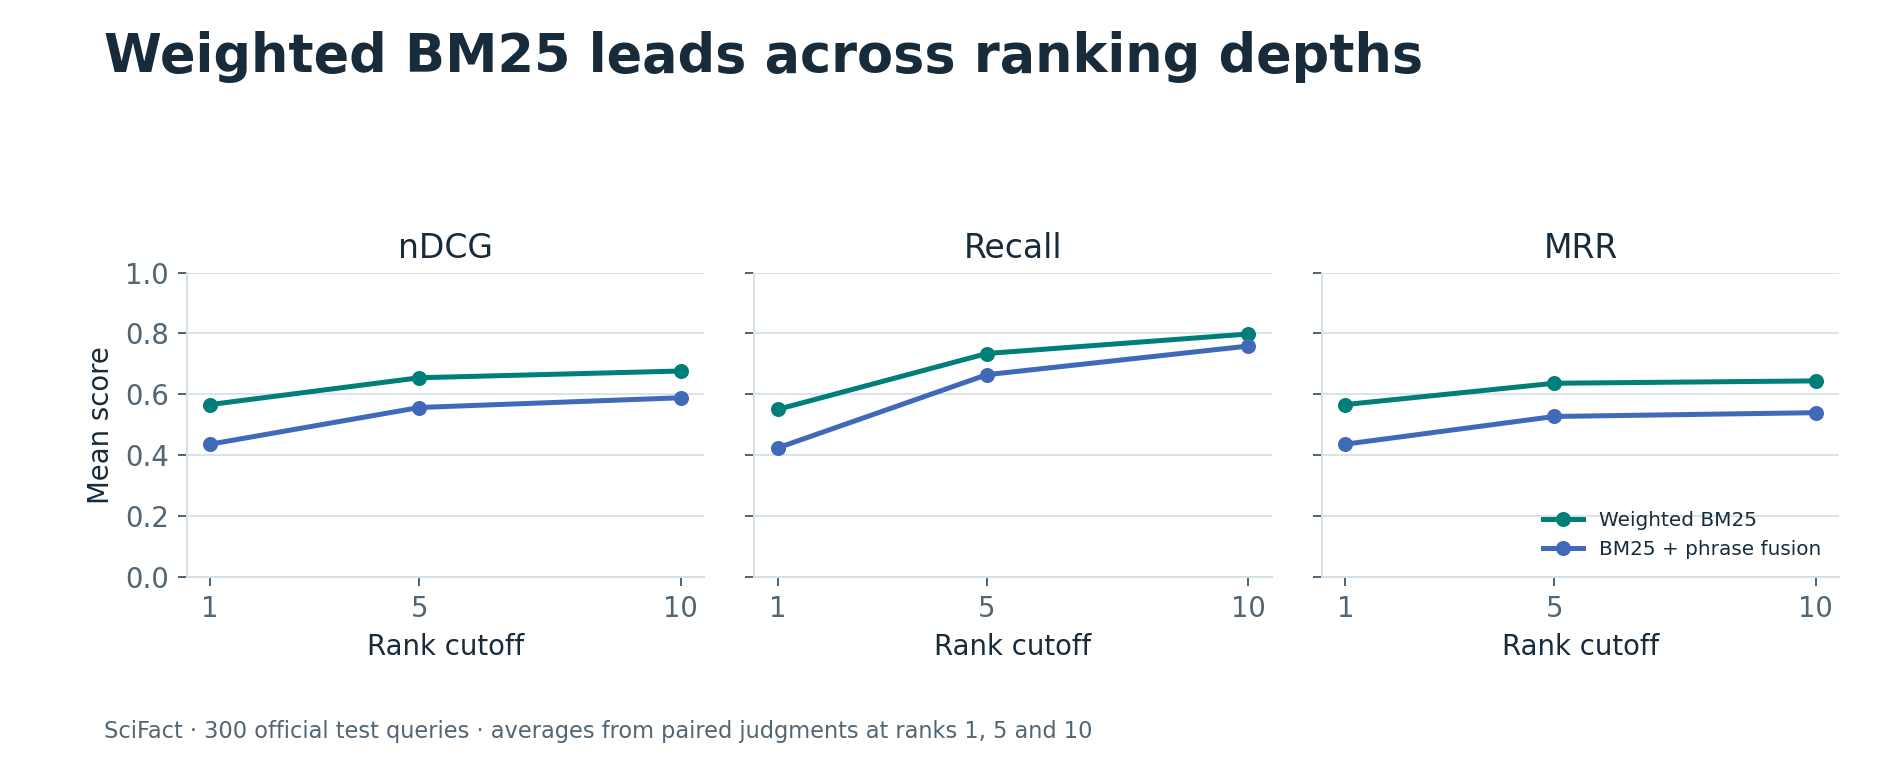 Weighted BM25 leads across ranking depths
nDCG
Recall
MRR
Mean score
1.0
0.8
0.6
0.4
0.2
0.0
1 5 10
1 5 10
1 5 10
Rank cutoff
Rank cutoff
Rank cutoff
Weighted BM25
BM25 + phrase fusion
SciFact · 300 official test queries · averages from paired judgments at ranks 1, 5 and 10